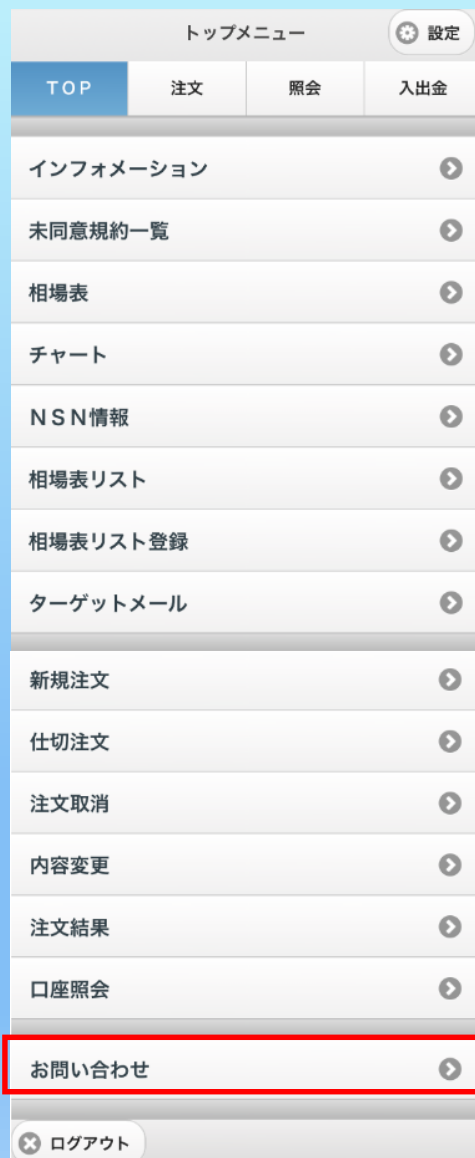 トップメニュー 設定
TOP 注文 照会 入出金
インフォメーション
未同意規約一覧
相場表
チャート
NSN情報
相場表リスト
相場表リスト登録
ターゲットメール
新規注文
仕切注文
注文取消
内容変更
注文結果
口座照会
お問い合わせ
ログアウト